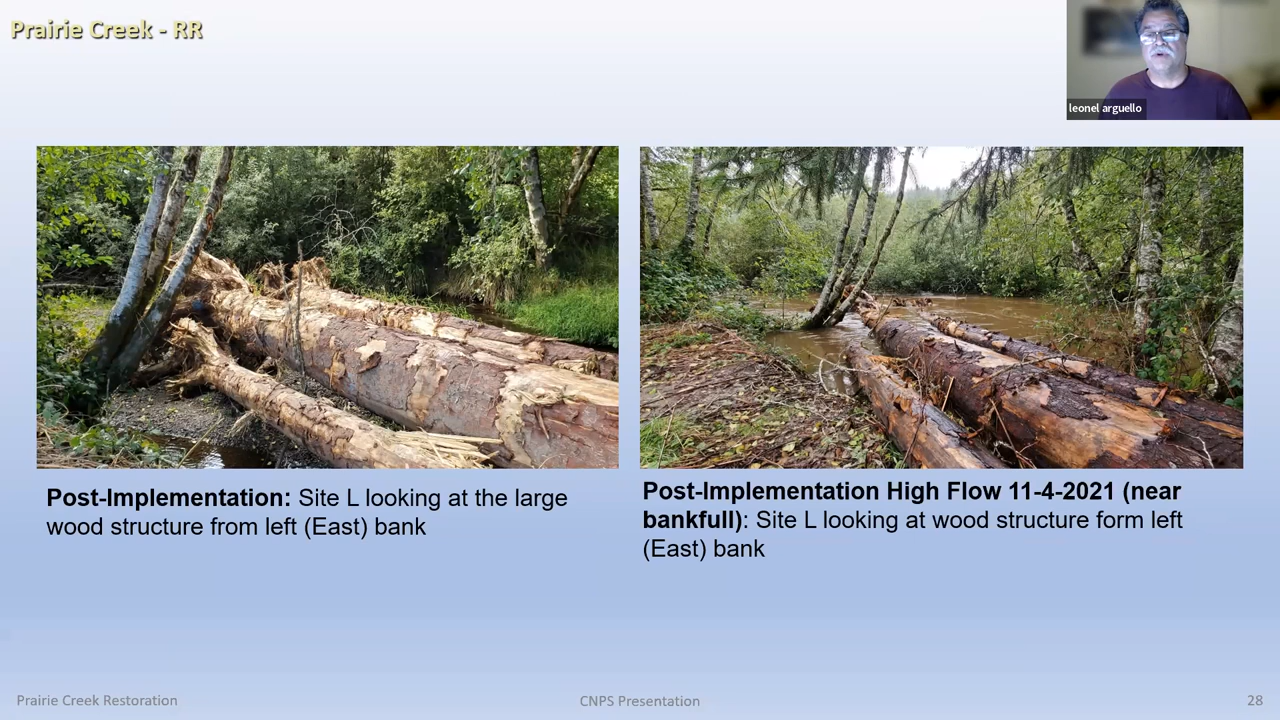 Prairie Creek - RR
leonel arguello
Post-Implementation: Site L looking at the large
wood structure from left (East) bank
Post-Implementation High Flow 11-4-2021 (near
bankfull): Site L looking at wood structure form left
(East) bank
Prairie Creek Restoration
CNPS Presentation
28